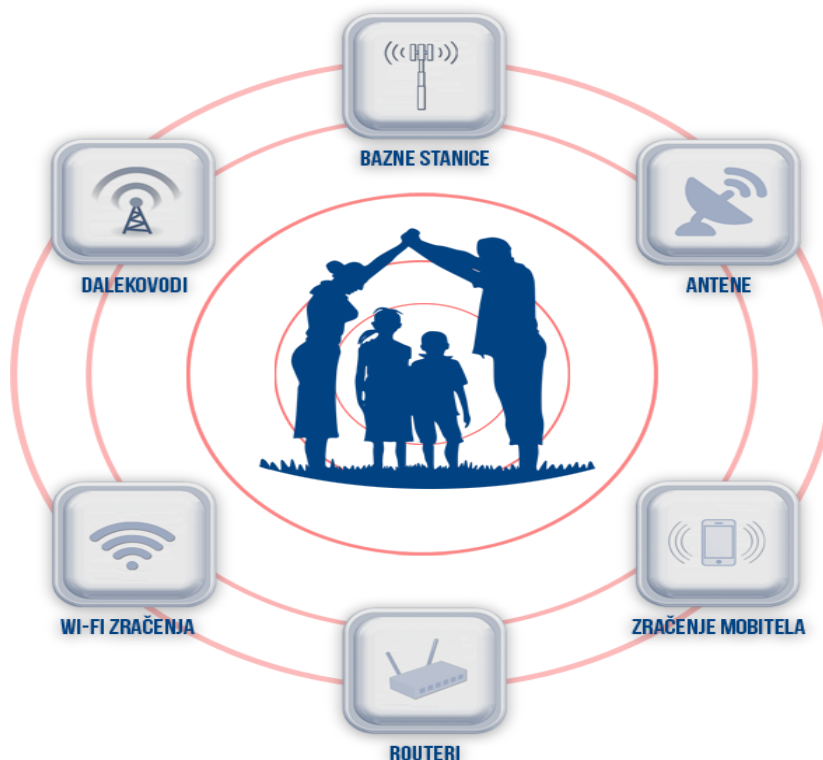 BAZNE STANICE
DALEKOVODI
ANTENE
WI-FI ZRAČENJA
ZRAČENJE MOBITELA
ROUTERI